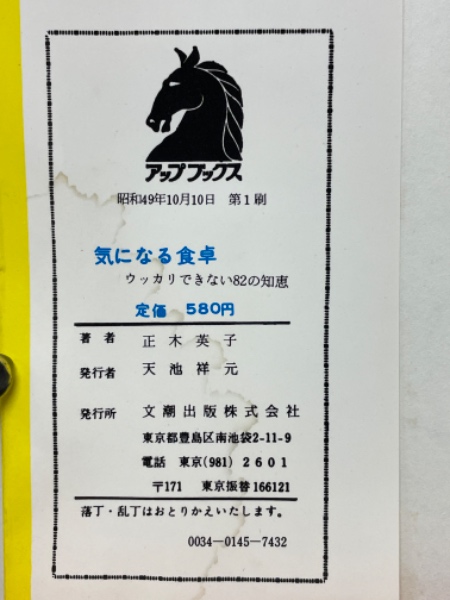 アップブックス
昭和49年10月10日 第1刷
気になる食卓
ウッカリできない82の知恵
定価 580円
著者 正木英子
発行者 天池祥元
発行所 文潮出版株式会社
東京都豊島区南池袋2-11-9
電話 東京(981)2601
〒171 東京振替166121
落丁・乱丁はおとりかえいたします。
0034―0145―7432